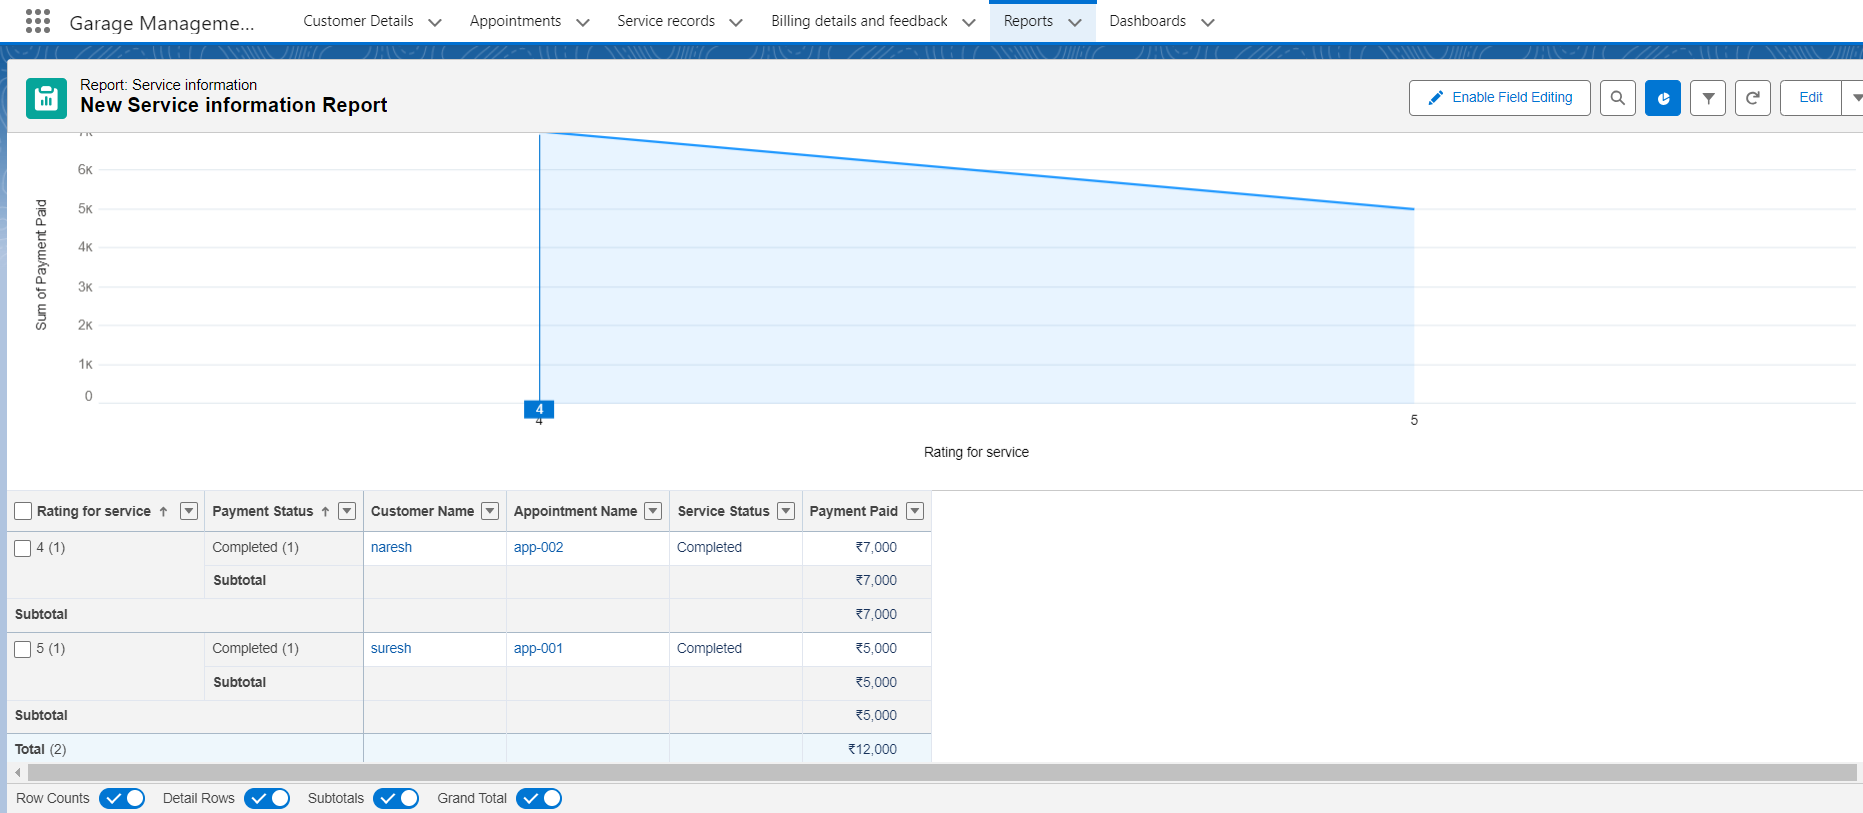 Garage Manageme...
Customer Details
Appointments
Service records
Billing details and feedback
Reports
Dashboards
Report: Service information
New Service information Report
Enable Field Editing
Edit
7K
6K
5K
4K
3K
2K
1K
0
Sum of Payment Paid
4
4
5
Rating for service
Rating for service Payment Status Customer Name Appointment Name Service Status Payment Paid
4 (1) Completed (1) naresh app-002 Completed ₹7,000
Subtotal ₹7,000
Subtotal ₹7,000
5 (1) Completed (1) suresh app-001 Completed ₹5,000
Subtotal ₹5,000
Subtotal ₹5,000
Total (2) ₹12,000
Row Counts Detail Rows Subtotals Grand Total